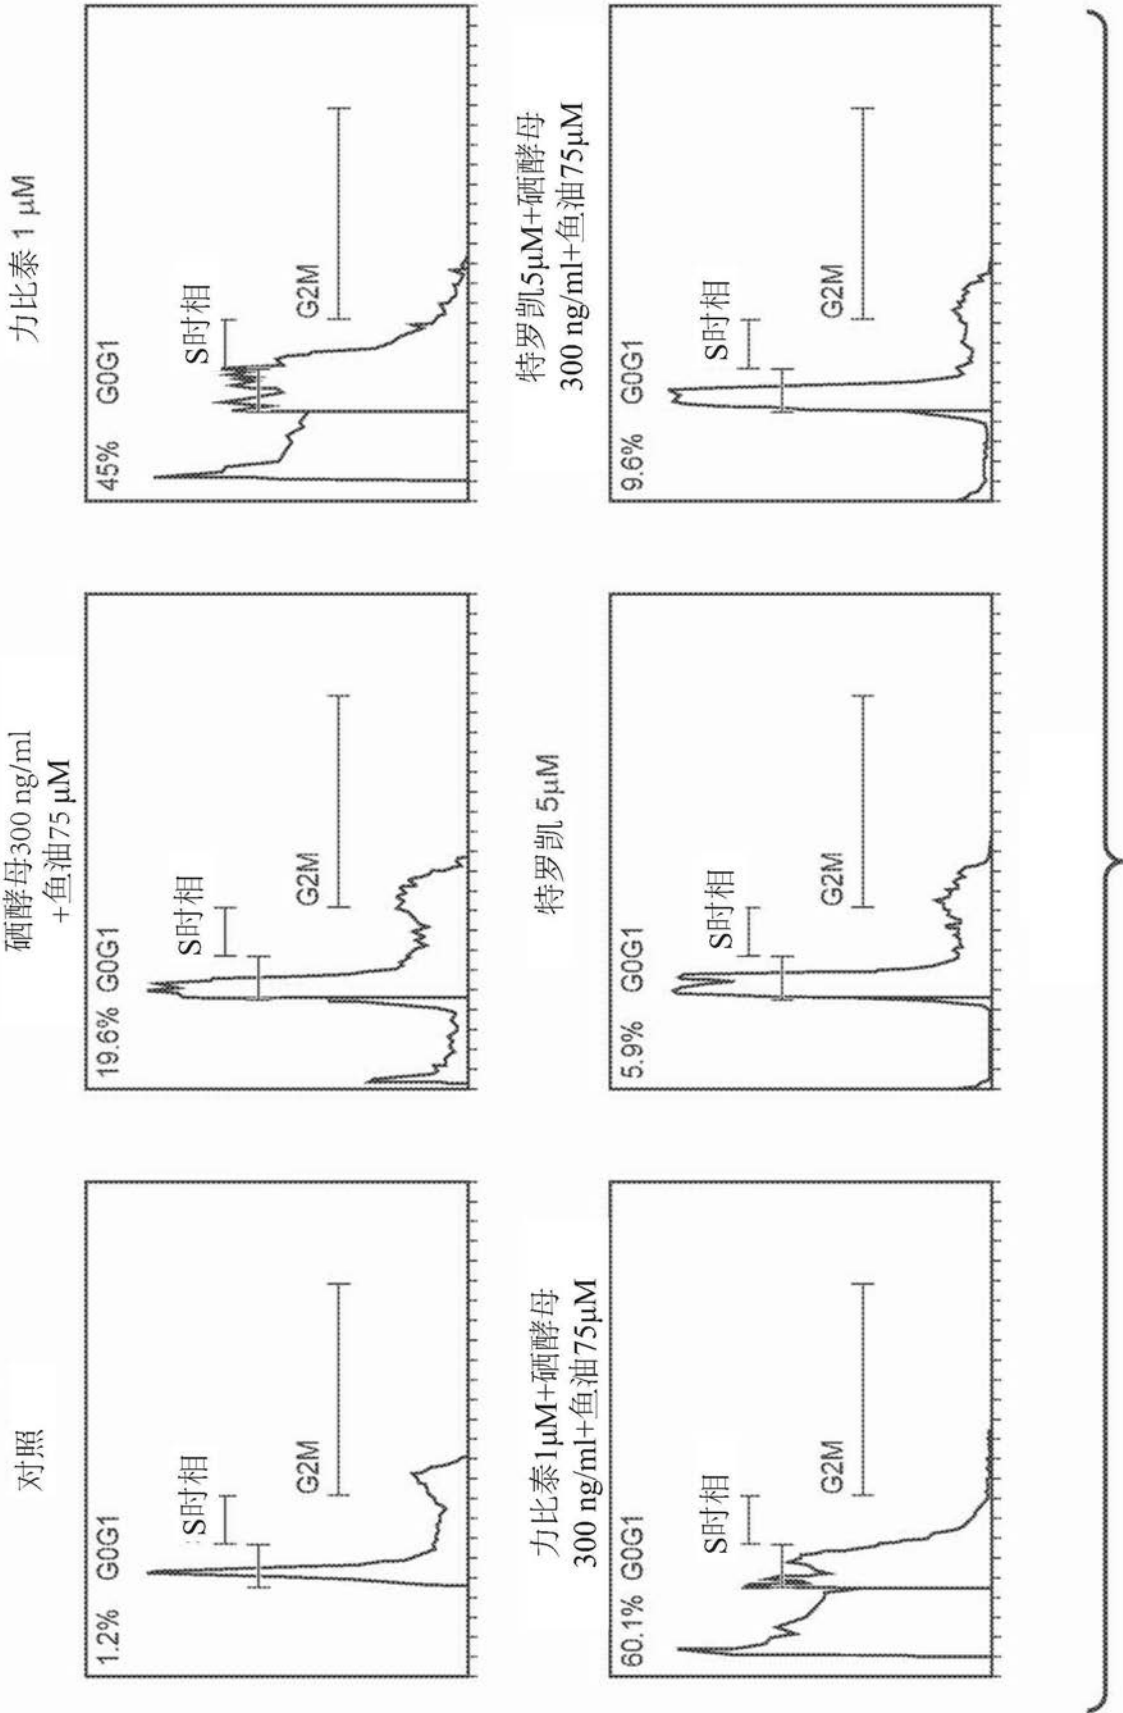 对照
1.2% G0G1
S时相
G2M
硒酵母300 ng/ml
+鱼油75 μM
19.6% G0G1
S时相
G2M
力比泰 1 μM
45% G0G1
S时相
G2M
力比泰1μM+硒酵母
300 ng/ml+鱼油75μM
60.1% G0G1
S时相
G2M
特罗凯 5μM
5.9% G0G1
S时相
G2M
特罗凯5μM+硒酵母
300 ng/ml+鱼油75μM
9.6% G0G1
S时相
G2M